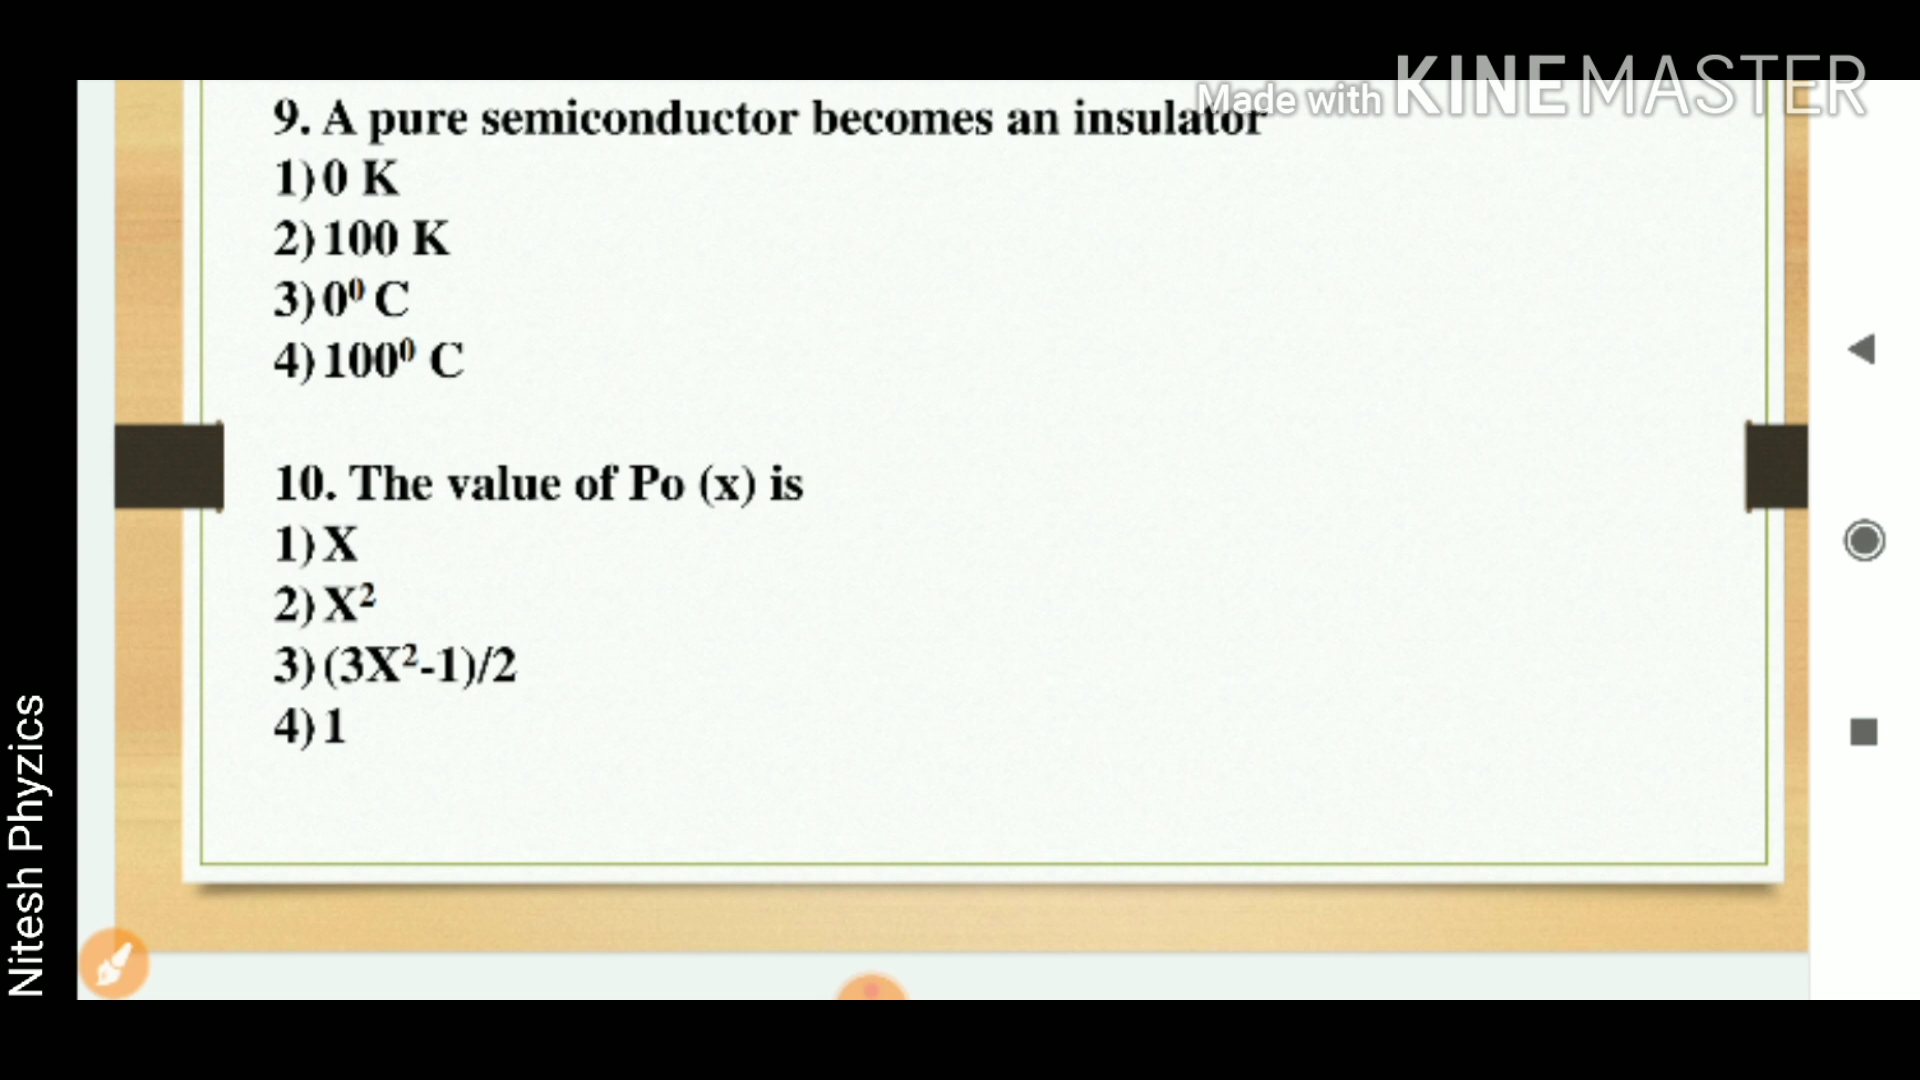 Made with KINEMASTER
9. A pure semiconductor becomes an insulator
1) 0 K
2) 100 K
3) 0⁰ C
4) 100⁰ C
10. The value of Po (x) is
1) X
2) X²
3) (3X²-1)/2
4) 1
Nitesh Phyzics